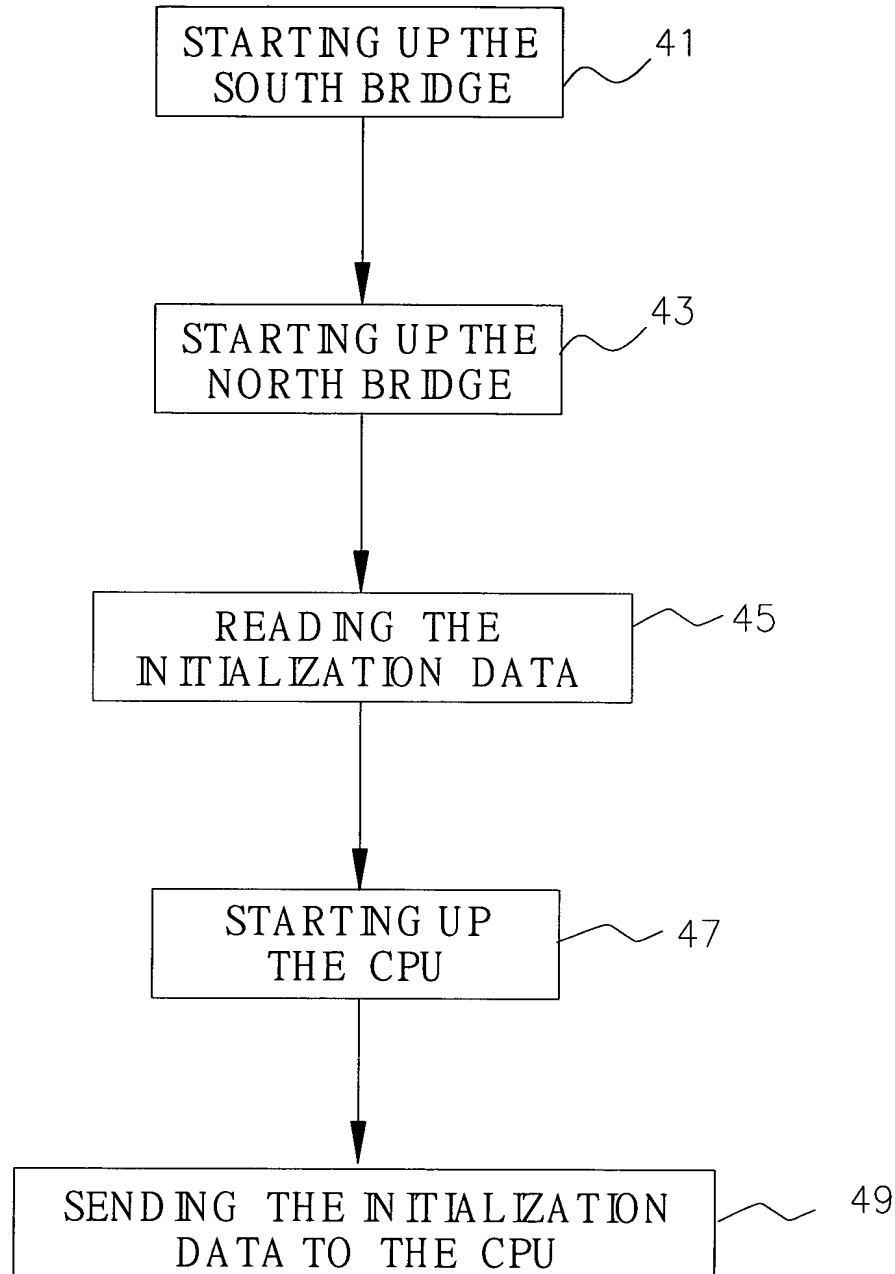 STARTING UP THE
SOUTH BRIDGE
41
STARTING UP THE
NORTH BRIDGE
43
READING THE
INITIALIZATION DATA
45
STARTING UP
THE CPU
47
SENDING THE INITIALIZATION
DATA TO THE CPU
49